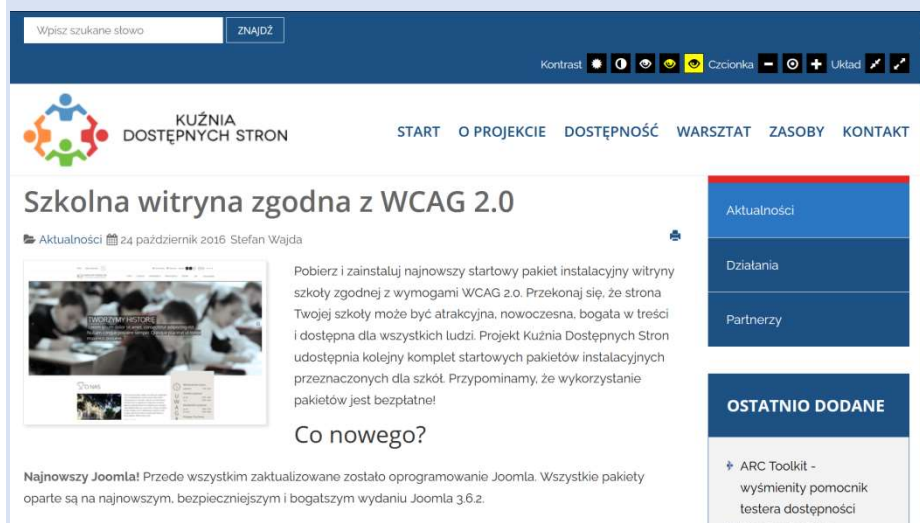 Wpisz szukane słowo
ZNAJDŹ
Kontrast Czcionka Układ
KUŹNIA
DOSTĘPNYCH STRON
START O PROJEKCIE DOSTĘPNOŚĆ WARSZTAT ZASOBY KONTAKT
Szkolna witryna zgodna z WCAG 2.0
Aktualności 24 październik 2016 Stefan Wajda
TWORZYMY HISTORIĘ
O NAS
Pobierz i zainstaluj najnowszy startowy pakiet instalacyjny witryny
szkoły zgodnej z wymogami WCAG 2.0. Przekonaj się, że strona
Twojej szkoły może być atrakcyjna, nowoczesna, bogata w treści
i dostępna dla wszystkich ludzi. Projekt Kuźnia Dostępnych Stron
udostępnia kolejny komplet startowych pakietów instalacyjnych
przeznaczonych dla szkół. Przypominamy, że wykorzystanie
pakietów jest bezpłatne!
Co nowego?
Najnowszy Joomla! Przede wszystkim zaktualizowane zostało oprogramowanie Joomla. Wszystkie pakiety
oparte są na najnowszym, bezpieczniejszym i bogatszym wydaniu Joomla 3.6.2.
Aktualności
Działania
Partnerzy
OSTATNIO DODANE
ARC Toolkit -
wyśmienity pomocnik
testera dostępności